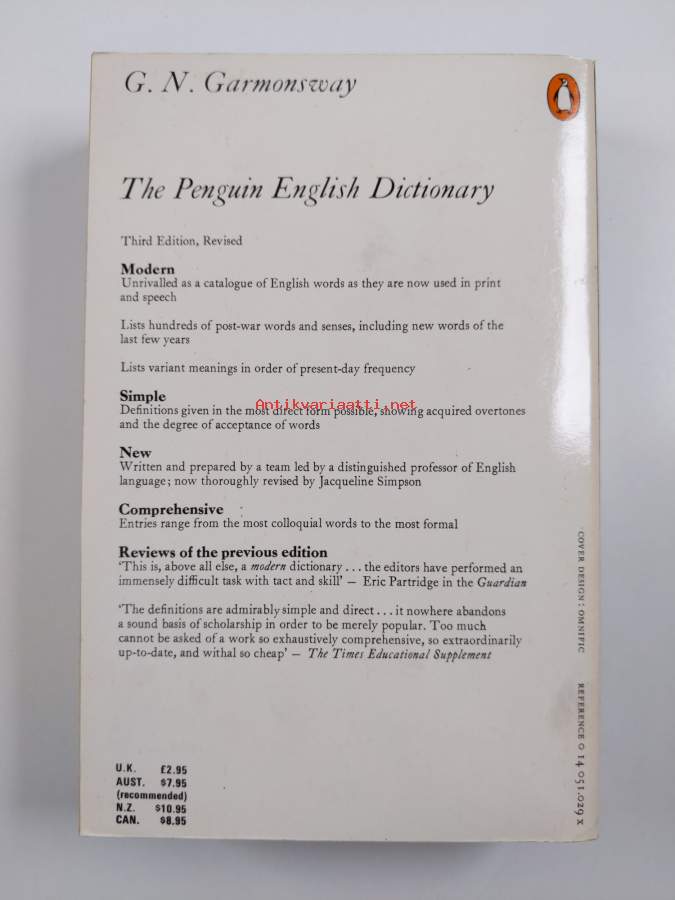 G. N. Garmonsway
The Penguin English Dictionary
Third Edition, Revised
Modern
Unrivalled as a catalogue of English words as they are now used in print
and speech
Lists hundreds of post-war words and senses, including new words of the
last few years
Lists variant meanings in order of present-day frequency
Simple
Antikvariaatti.net
Definitions given in the most direct form possible, showing acquired overtones
and the degree of acceptance of words
New
Written and prepared by a team led by a distinguished professor of English
language; now thoroughly revised by Jacqueline Simpson
Comprehensive
Entries range from the most colloquial words to the most formal
Reviews of the previous edition
‘This is, above all else, a modern dictionary . . . the editors have performed an
immensely difficult task with tact and skill’ – Eric Partridge in the Guardian
‘The definitions are admirably simple and direct . . . it nowhere abandons
a sound basis of scholarship in order to be merely popular. Too much
cannot be asked of a work so exhaustively comprehensive, so extraordinarily
up-to-date, and withal so cheap’ – The Times Educational Supplement
U.K. £2.95
AUST. $7.95
(recommended)
N.Z. $10.95
CAN. $8.95
COVER DESIGN: OMNIFIC
REFERENCE 0 14 051.029 X